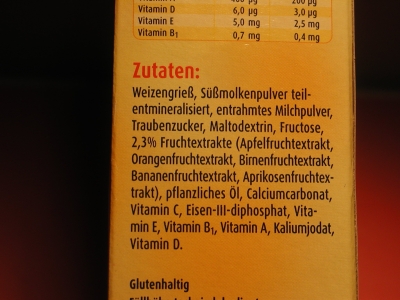 Vitamin D 6,0 µg 3,0 µg
Vitamin E 5,0 mg 2,5 mg
Vitamin B1 0,7 mg 0,4 mg
Zutaten:
Weizengrieß, Süßmolkenpulver teil-
entmineralisiert, entrahmtes Milchpulver,
Traubenzucker, Maltodextrin, Fructose,
2,3% Fruchtextrakte (Apfelfruchtextrakt,
Orangenfruchtextrakt, Birnenfruchtextrakt,
Bananenfruchtextrakt, Aprikosenfruchtex-
trakt), pflanzliches Öl, Calciumcarbonat,
Vitamin C, Eisen-III-diphosphat, Vita-
min E, Vitamin B1, Vitamin A, Kaliumjodat,
Vitamin D.
Glutenhaltig